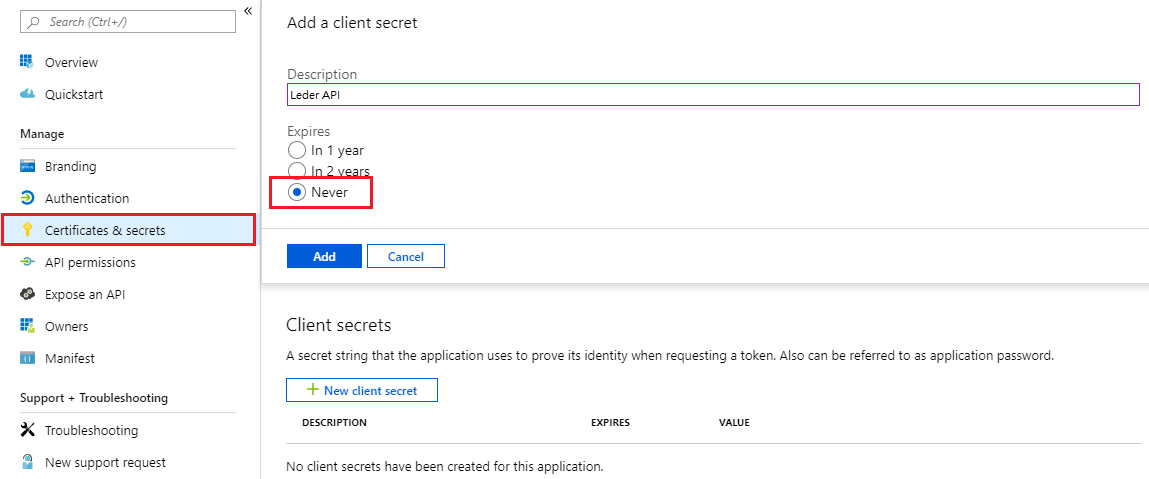 Search (Ctrl+/)
«
Overview
Quickstart
Manage
Branding
Authentication
Certificates & secrets
API permissions
Expose an API
Owners
Manifest
Support + Troubleshooting
Troubleshooting
New support request
Add a client secret
Description
Leder API
Expires
In 1 year
In 2 years
Never
Add Cancel
Client secrets
A secret string that the application uses to prove its identity when requesting a token. Also can be referred to as application password.
+ New client secret
DESCRIPTION EXPIRES VALUE
No client secrets have been created for this application.